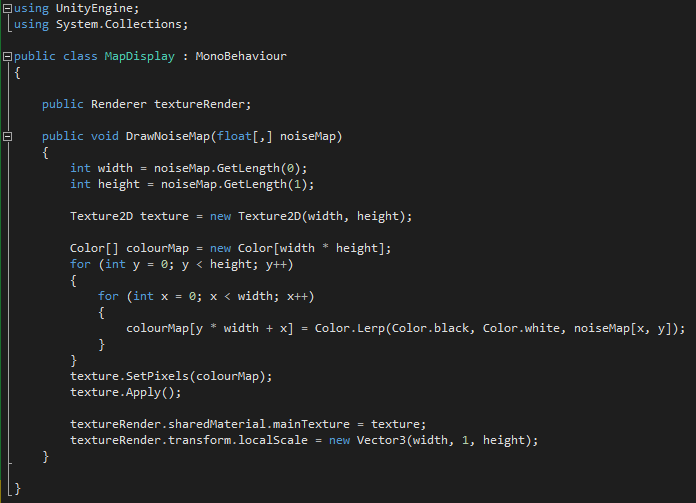 using UnityEngine;
using System.Collections;

public class MapDisplay : MonoBehaviour
{

    public Renderer textureRender;

    public void DrawNoiseMap(float[,] noiseMap)
    {
        int width = noiseMap.GetLength(0);
        int height = noiseMap.GetLength(1);

        Texture2D texture = new Texture2D(width, height);

        Color[] colourMap = new Color[width * height];
        for (int y = 0; y < height; y++)
        {
            for (int x = 0; x < width; x++)
            {
                colourMap[y * width + x] = Color.Lerp(Color.black, Color.white, noiseMap[x, y]);
            }
        }
        texture.SetPixels(colourMap);
        texture.Apply();

        textureRender.sharedMaterial.mainTexture = texture;
        textureRender.transform.localScale = new Vector3(width, 1, height);
    }

}